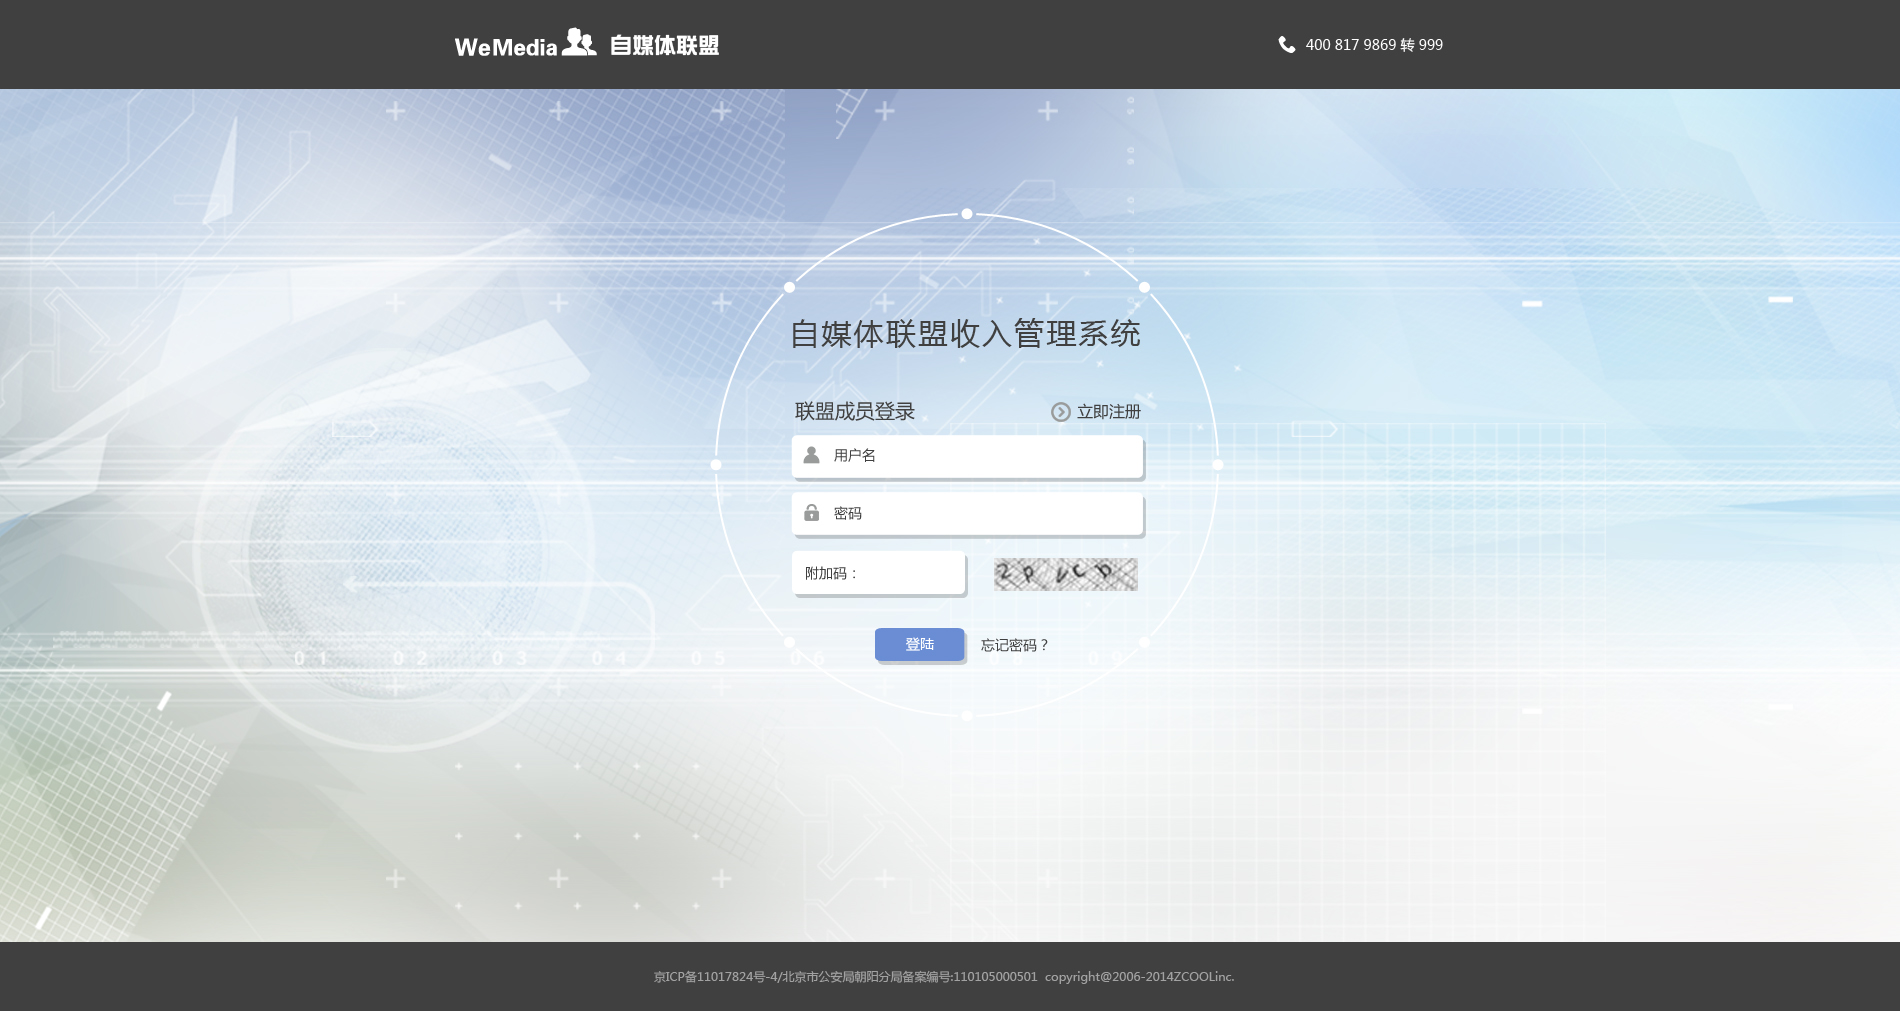 WeMedia 自媒体联盟
400 817 9869 转 999
自媒体联盟收入管理系统
联盟成员登录
立即注册
用户名
密码
附加码：
登陆
忘记密码？
01 02 03 04 05 06 08 09
京ICP备11017824号-4/北京市公安局朝阳分局备案编号:110105000501 copyright@2006-2014ZCOOLinc.